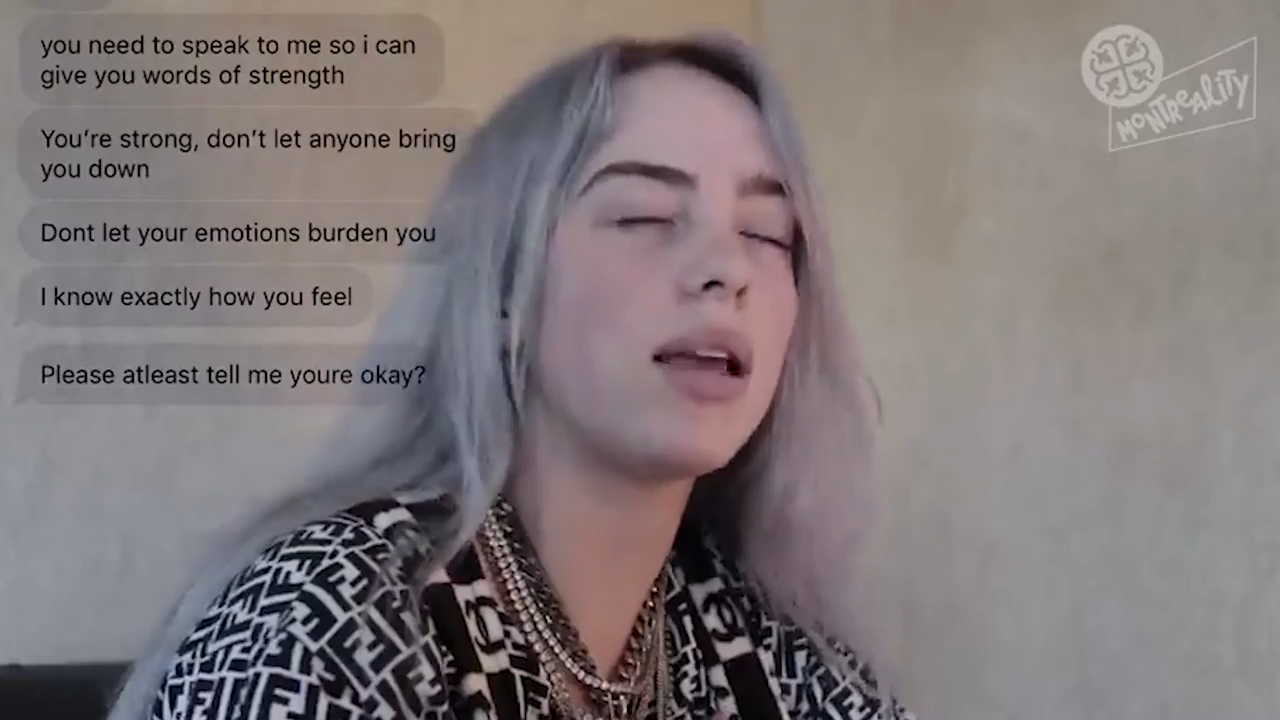 you need to speak to me so i can
give you words of strength
You’re strong, don’t let anyone bring
you down
Dont let your emotions burden you
I know exactly how you feel
Please atleast tell me youre okay?
MONTREALITY